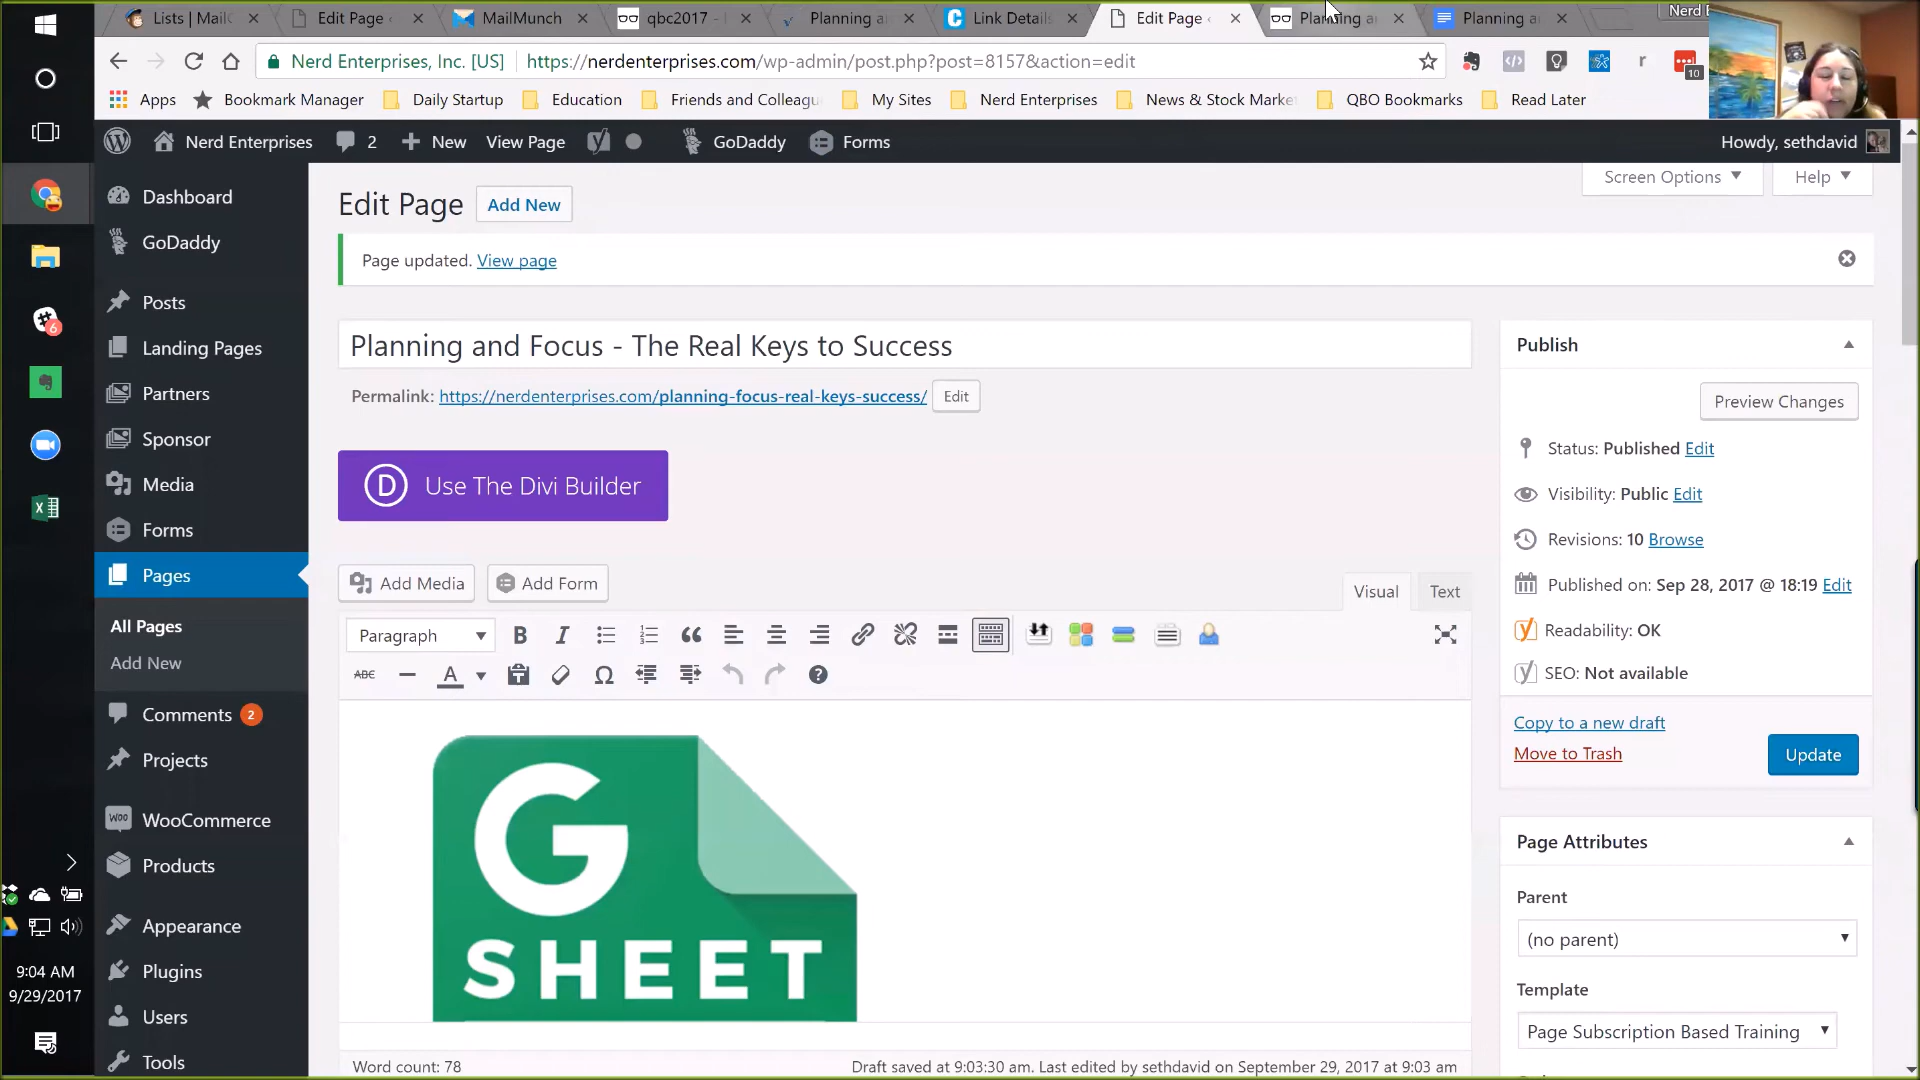 Lists | MailC
Edit Page
MailMunch
qbc2017 -
Planning a
Link Details
Edit Page
Planning a
Planning a
Nerd E
Nerd Enterprises, Inc. [US]
https://nerdenterprises.com/wp-admin/post.php?post=8157&action=edit
10
Apps
Bookmark Manager
Daily Startup
Education
Friends and Colleagu
My Sites
Nerd Enterprises
News & Stock Marke
QBO Bookmarks
Read Later
Nerd Enterprises
2
New
View Page
GoDaddy
Forms
Howdy, sethdavid
Dashboard
GoDaddy
Posts
Landing Pages
Partners
Sponsor
Media
Forms
Pages
All Pages
Add New
Comments 2
Projects
WOO WooCommerce
Products
Appearance
Plugins
Users
Tools
6
9:04 AM
9/29/2017
Screen Options
Help
Edit Page
Add New
Page updated. View page
Planning and Focus - The Real Keys to Success
Permalink: https://nerdenterprises.com/planning-focus-real-keys-success/ Edit
D Use The Divi Builder
Add Media
Add Form
Visual
Text
Paragraph
B
I
ABC
A
G
SHEET
Word count: 78
Draft saved at 9:03:30 am. Last edited by sethdavid on September 29, 2017 at 9:03 am
Publish
Preview Changes
Status: Published Edit
Visibility: Public Edit
Revisions: 10 Browse
Published on: Sep 28, 2017 @ 18:19 Edit
Readability: OK
SEO: Not available
Copy to a new draft
Move to Trash
Update
Page Attributes
Parent
(no parent)
Template
Page Subscription Based Training